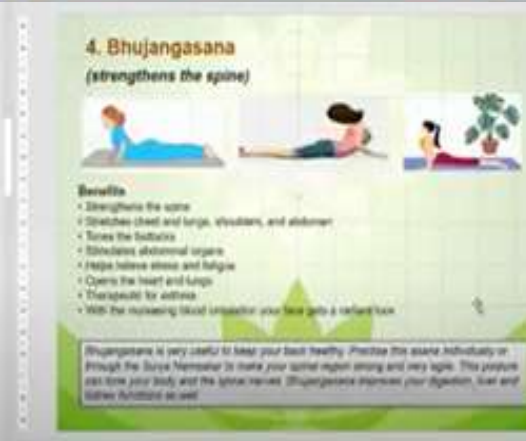 4. Bhujangasana
(strengthens the spine)
Benefits
• Strengthens the spine
• Stretches chest and lungs, shoulders, and abdomen
• Tones the buttocks
• Stimulates abdominal organs
• Helps relieve stress and fatigue
• Opens the heart and lungs
• Therapeutic for asthma
• With the increasing blood circulation your face gets a radiant look
Bhujangasana is very useful to keep your back healthy. Practise this asana individually or
through the Surya Namaskar to make your spinal region strong and very agile. This posture
can tone your body and the spinal nerves. Bhujangasana improves your digestion, liver and
kidney functions as well.